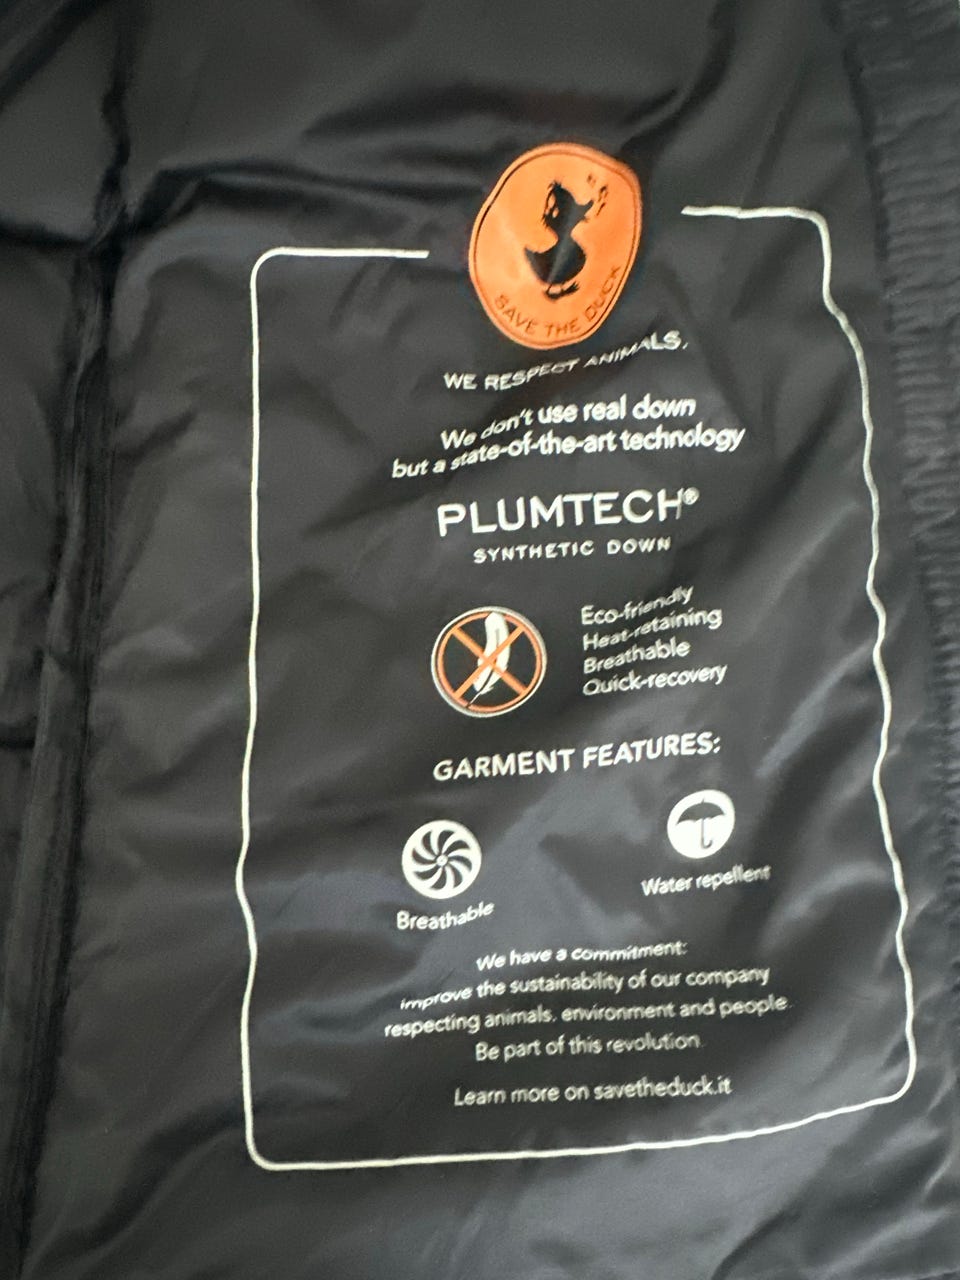 SAVE THE DUCK
WE RESPECT ANIMALS.
We don't use real down
but a state-of-the-art technology
PLUMTECH®
SYNTHETIC DOWN
Eco-friendly
Heat-retaining
Breathable
Quick-recovery
GARMENT FEATURES:
Breathable
Water repellent
We have a commitment:
improve the sustainability of our company
respecting animals, environment and people.
Be part of this revolution.
Learn more on savetheduck.it